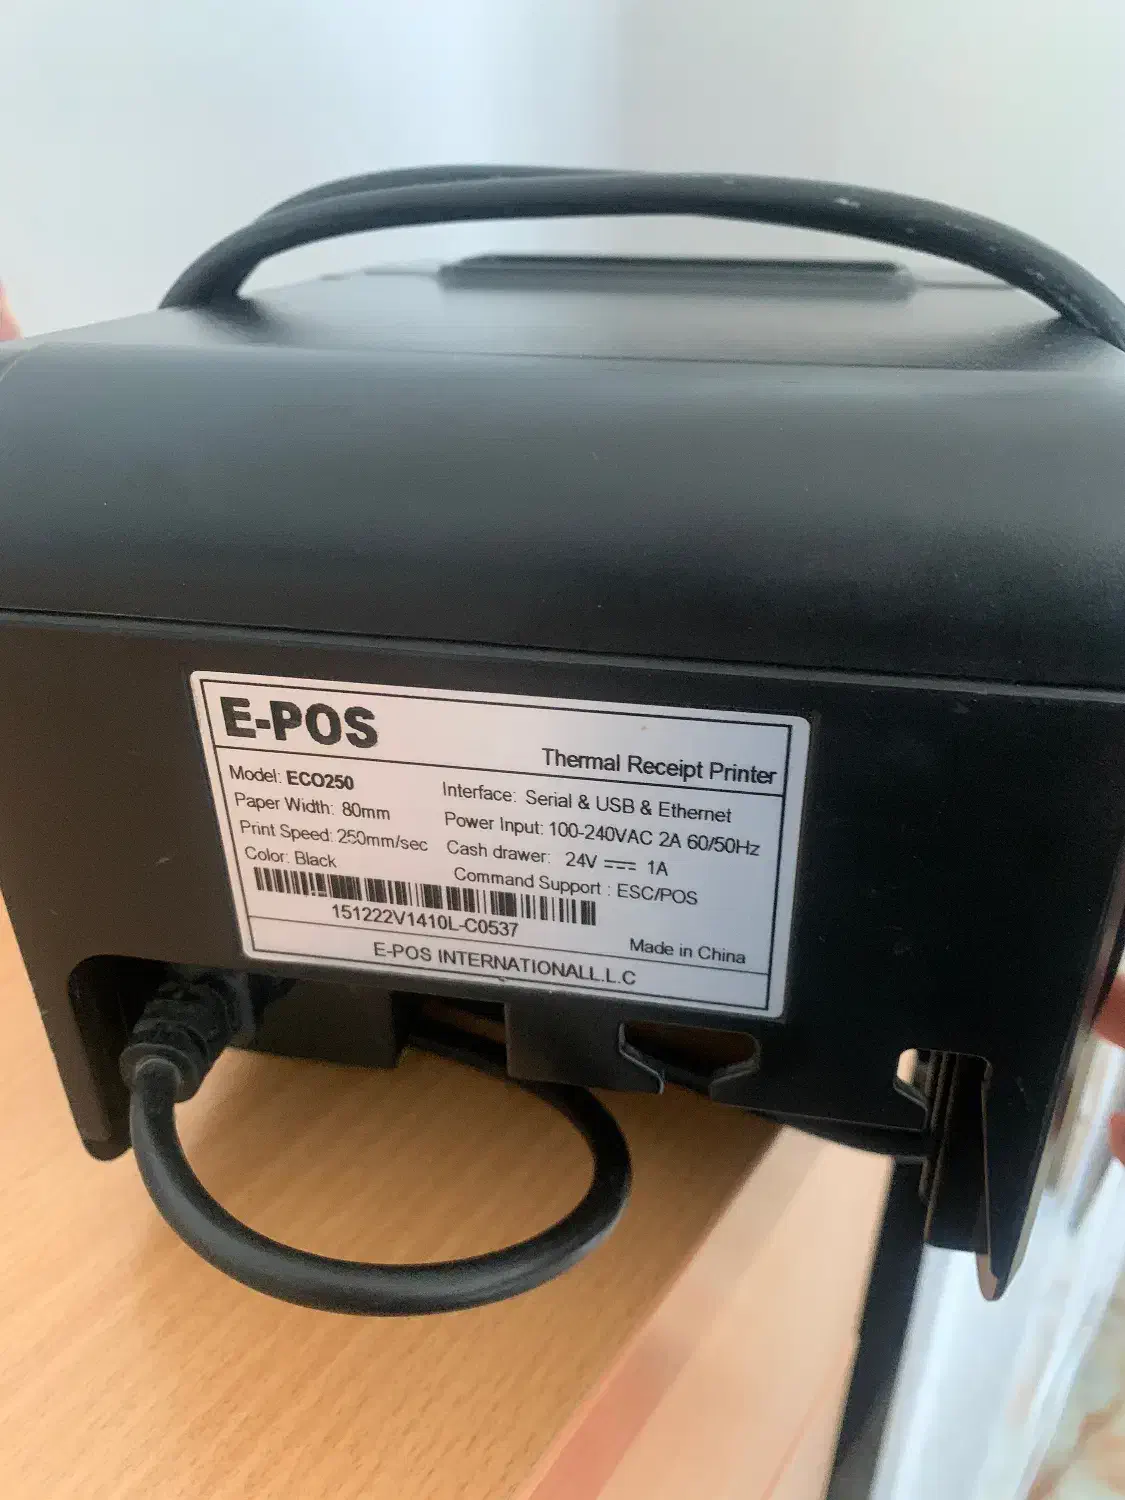 E-POS
Thermal Receipt Printer
Model: ECO250
Paper Width: 80mm
Print Speed: 250mm/sec
Color: Black
Interface: Serial & USB & Ethernet
Power Input: 100-240VAC 2A 60/50Hz
Cash drawer: 24V ⎓ 1A
Command Support : ESC/POS
151222V1410L-C0537
Made in China
E-POS INTERNATIONALL.L.C